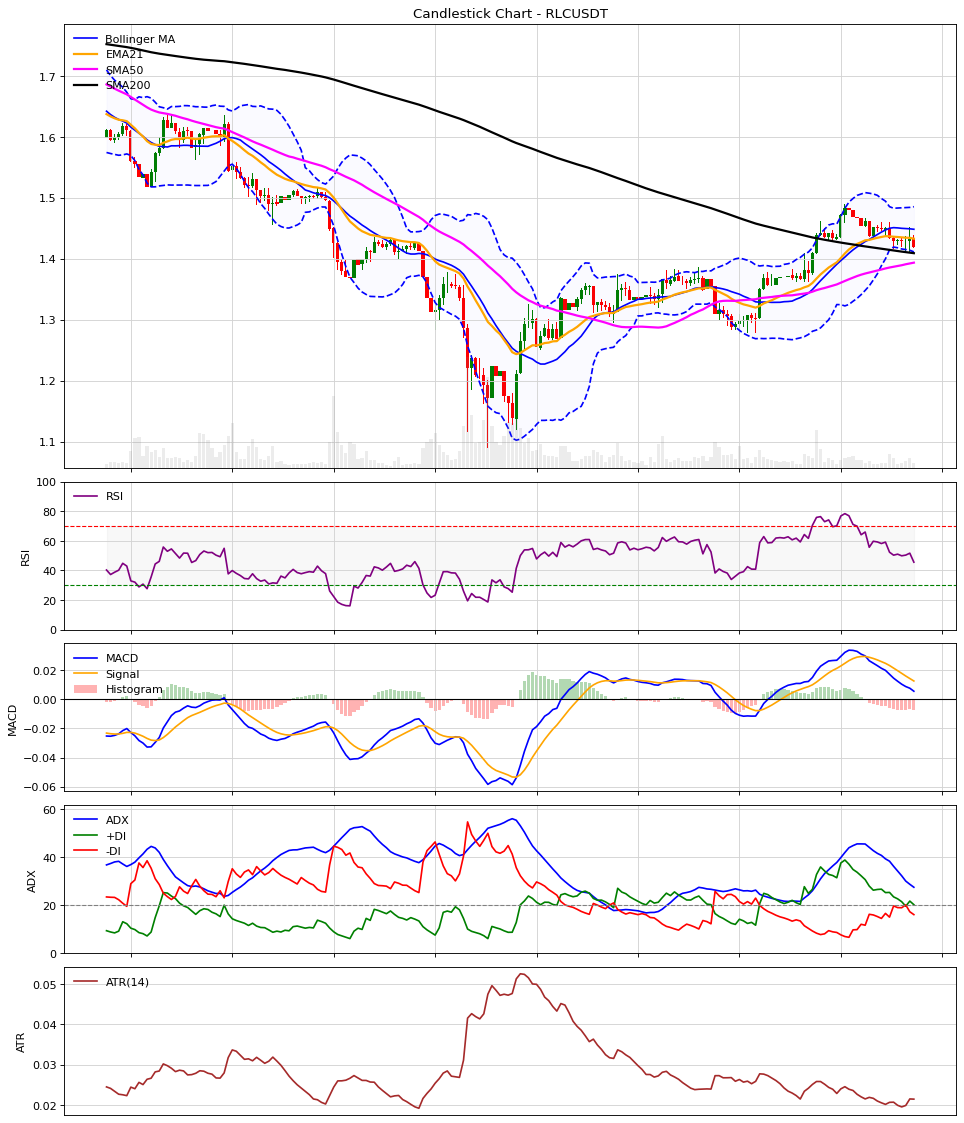 Candlestick Chart - RLCUSDT
Bollinger MA
EMA21
SMA50
SMA200
1.7
1.6
1.5
1.4
1.3
1.2
1.1
RSI
100
80
60
40
20
0
RSI
MACD
Signal
Histogram
0.02
0.00
−0.02
−0.04
−0.06
MACD
ADX
+DI
-DI
60
40
20
0
ADX
ATR(14)
0.05
0.04
0.03
0.02
ATR